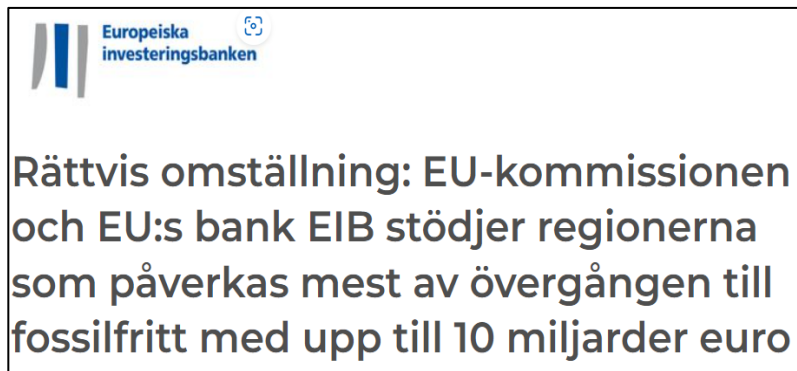 Europeiska
investeringsbanken
Rättvis omställning: EU-kommissionen
och EU:s bank EIB stödjer regionerna
som påverkas mest av övergången till
fossilfritt med upp till 10 miljarder euro